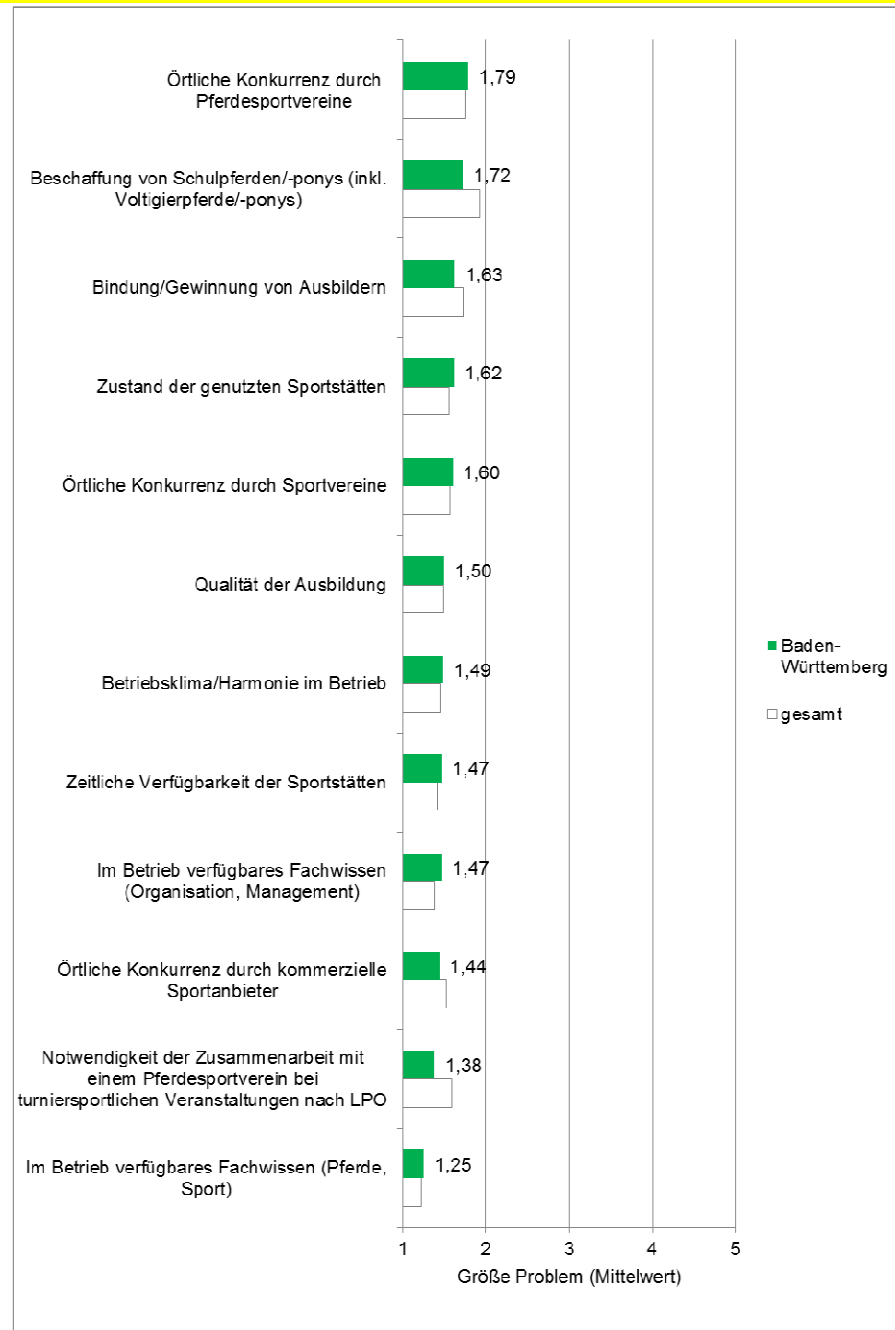 Örtliche Konkurrenz durch
Pferdesportvereine
1,79
Beschaffung von Schulpferden/-ponys (inkl.
Voltigierpferde/-ponys)
1,72
Bindung/Gewinnung von Ausbildern
1,63
Zustand der genutzten Sportstätten
1,62
Örtliche Konkurrenz durch Sportvereine
1,60
Qualität der Ausbildung
1,50
Betriebsklima/Harmonie im Betrieb
1,49
Zeitliche Verfügbarkeit der Sportstätten
1,47
Im Betrieb verfügbares Fachwissen
(Organisation, Management)
1,47
Örtliche Konkurrenz durch kommerzielle
Sportanbieter
1,44
Notwendigkeit der Zusammenarbeit mit
einem Pferdesportverein bei
turniersportlichen Veranstaltungen nach LPO
1,38
Im Betrieb verfügbares Fachwissen (Pferde,
Sport)
1,25
Baden-
Württemberg
gesamt
1 2 3 4 5
Größe Problem (Mittelwert)